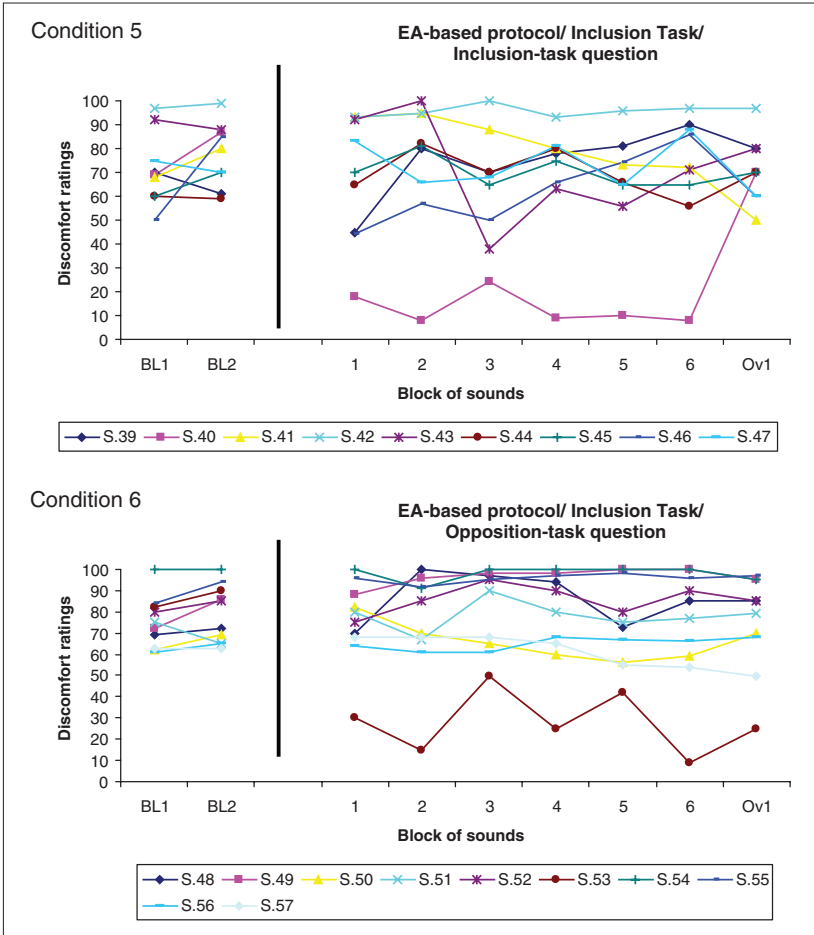 Condition 5
EA-based protocol/ Inclusion Task/
Inclusion-task question
Discomfort ratings
100
90
80
70
60
50
40
30
20
10
0
BL1 BL2 1 2 3 4 5 6 Ov1
Block of sounds
S.39 S.40 S.41 S.42 S.43 S.44 S.45 S.46 S.47
Condition 6
EA-based protocol/ Inclusion Task/
Opposition-task question
Discomfort ratings
100
90
80
70
60
50
40
30
20
10
0
BL1 BL2 1 2 3 4 5 6 Ov1
Block of sounds
S.48 S.49 S.50 S.51 S.52 S.53 S.54 S.55
S.56 S.57